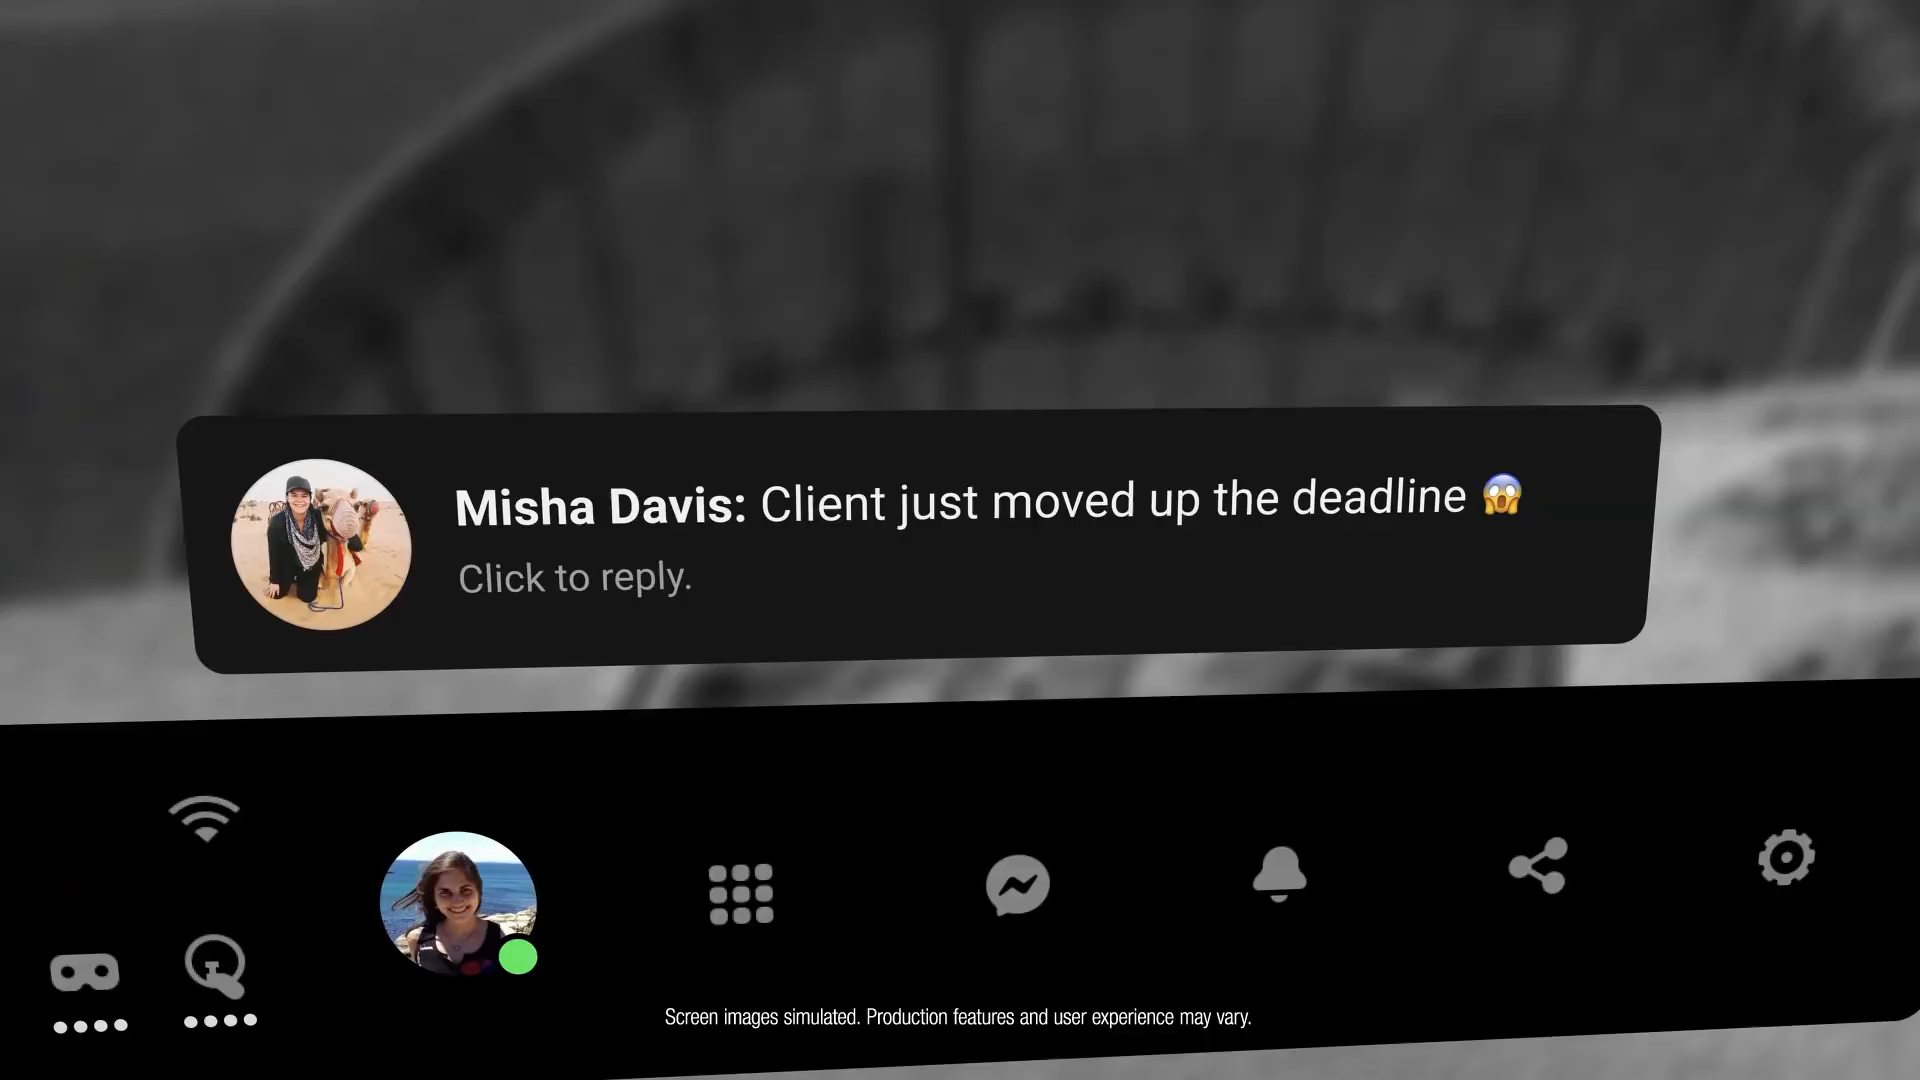 Misha Davis: Client just moved up the deadline 😱
Click to reply.
Screen images simulated. Production features and user experience may vary.